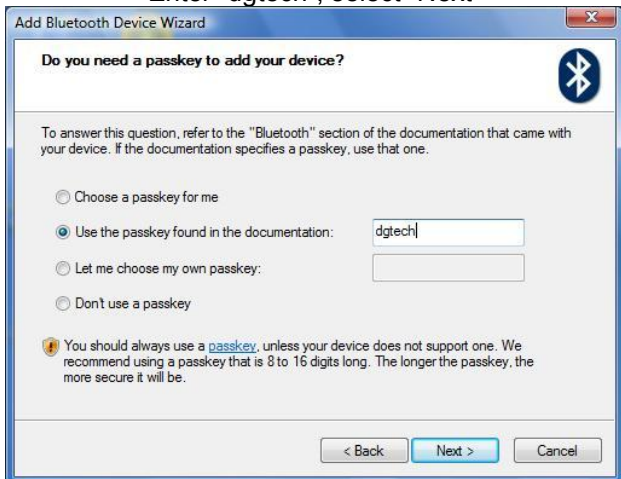 Enter "dgtech", select "Next"
Add Bluetooth Device Wizard
Do you need a passkey to add your device?
To answer this question, refer to the "Bluetooth" section of the documentation that came with
your device. If the documentation specifies a passkey, use that one.
Choose a passkey for me
Use the passkey found in the documentation: dgtech
Let me choose my own passkey:
Don't use a passkey
You should always use a passkey, unless your device does not support one. We
recommend using a passkey that is 8 to 16 digits long. The longer the passkey, the
more secure it will be.
< Back Next > Cancel